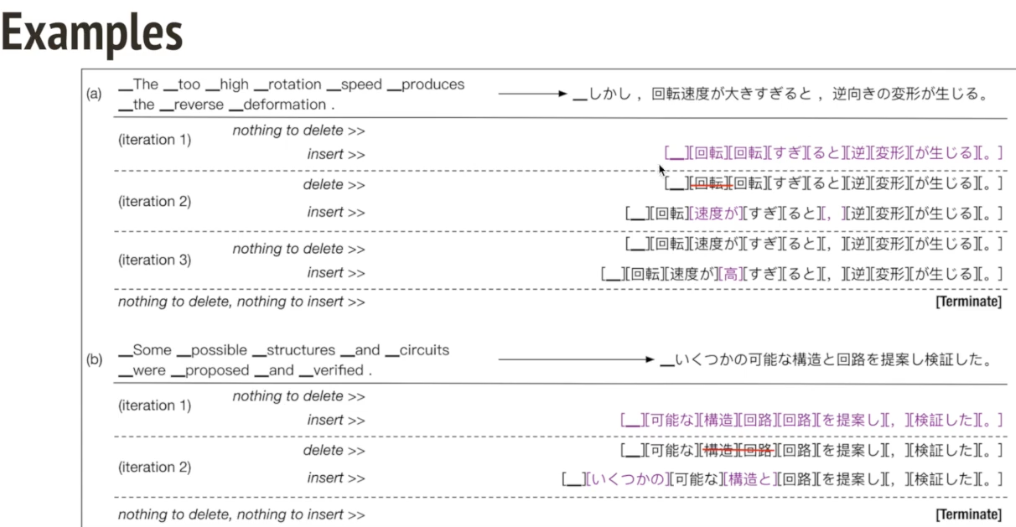 Examples
(a) __The __too __high __rotation __speed __produces
__the __reverse __deformation .
__しかし , 回転速度が大きすぎると , 逆向きの変形が生じる。
(iteration 1) nothing to delete >>
insert >> [__][回転][回転][すぎ][ると][逆][変形][が生じる][。]
(iteration 2) delete >> [__][回転][回転][すぎ][ると][逆][変形][が生じる][。]
insert >> [__][回転][速度が][すぎ][ると][, ][逆][変形][が生じる][。]
(iteration 3) nothing to delete >> [__][回転][速度が][すぎ][ると][, ][逆][変形][が生じる][。]
insert >> [__][回転][速度が][高][すぎ][ると][, ][逆][変形][が生じる][。]
nothing to delete, nothing to insert >> [Terminate]
(b) __Some __possible __structures __and __circuits
__were __proposed __and __verified .
__いくつかの可能な構造と回路を提案し検証した。
(iteration 1) nothing to delete >>
insert >> [__][可能な][構造][回路][回路][を提案し][, ][検証した][。]
(iteration 2) delete >> [__][可能な][構造][回路][回路][を提案し][, ][検証した][。]
insert >> [__][いくつかの][可能な][構造と][回路][を提案し][, ][検証した][。]
nothing to delete, nothing to insert >> [Terminate]